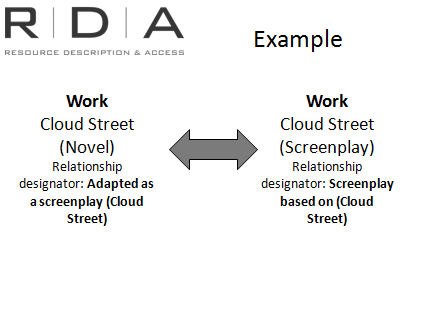 R | D | A
RESOURCE DESCRIPTION & ACCESS
Example
Work
Cloud Street
(Novel)
Relationship
designator: Adapted as
a screenplay (Cloud
Street)
Work
Cloud Street
(Screenplay)
Relationship
designator: Screenplay
based on (Cloud
Street)